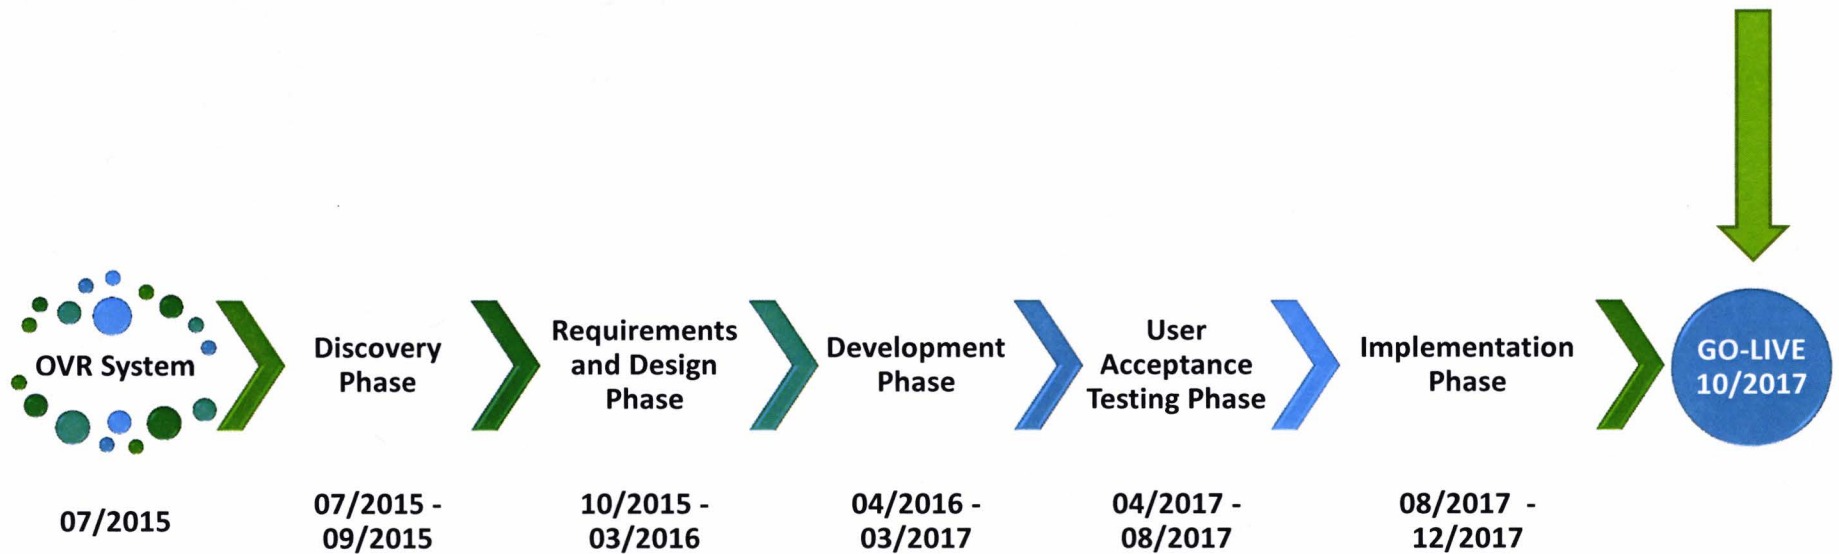 OVR System
Discovery
Phase
Requirements
and Design
Phase
Development
Phase
User
Acceptance
Testing Phase
Implementation
Phase
GO-LIVE
10/2017
07/2015
07/2015 -
09/2015
10/2015 -
03/2016
04/2016 -
03/2017
04/2017 -
08/2017
08/2017 -
12/2017